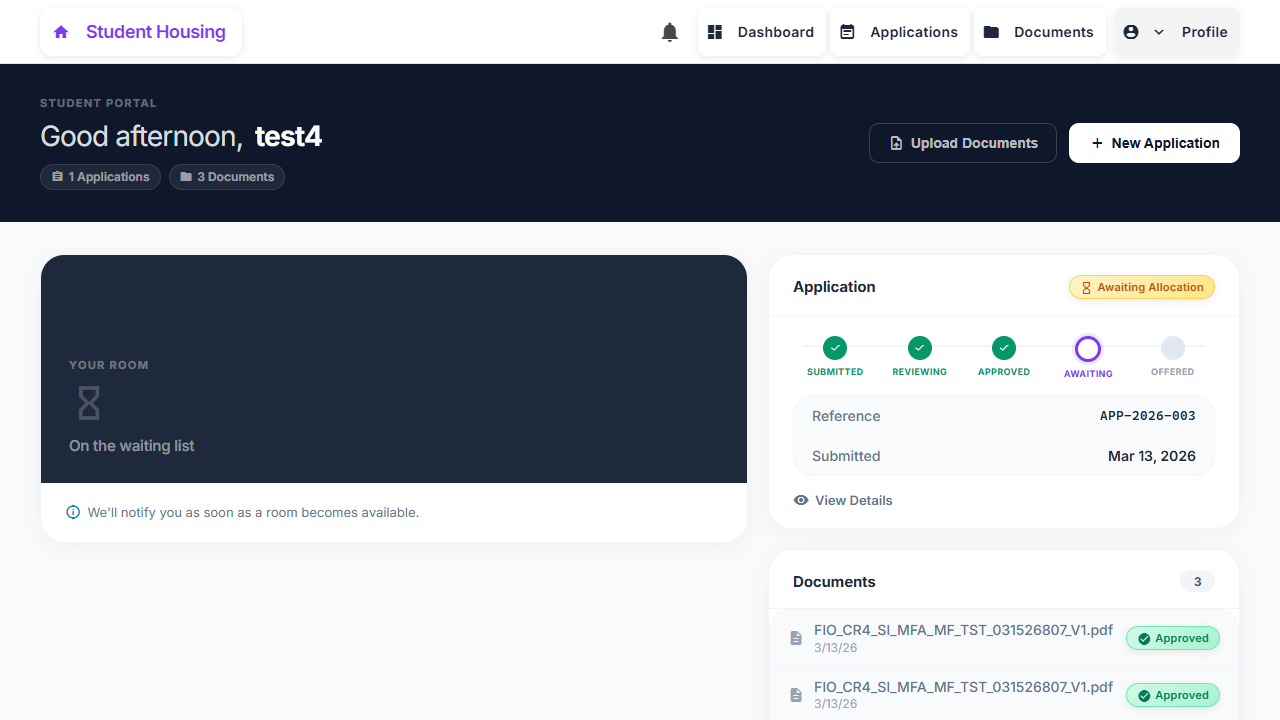 Student Housing
Dashboard
Applications
Documents
Profile
STUDENT PORTAL
Good afternoon, test4
1 Applications
3 Documents
Upload Documents
New Application
YOUR ROOM
On the waiting list
We'll notify you as soon as a room becomes available.
Application
Awaiting Allocation
SUBMITTED
REVIEWING
APPROVED
AWAITING
OFFERED
Reference
APP-2026-003
Submitted
Mar 13, 2026
View Details
Documents
3
FIO_CR4_SI_MFA_MF_TST_031526807_V1.pdf
3/13/26
Approved
FIO_CR4_SI_MFA_MF_TST_031526807_V1.pdf
3/13/26
Approved